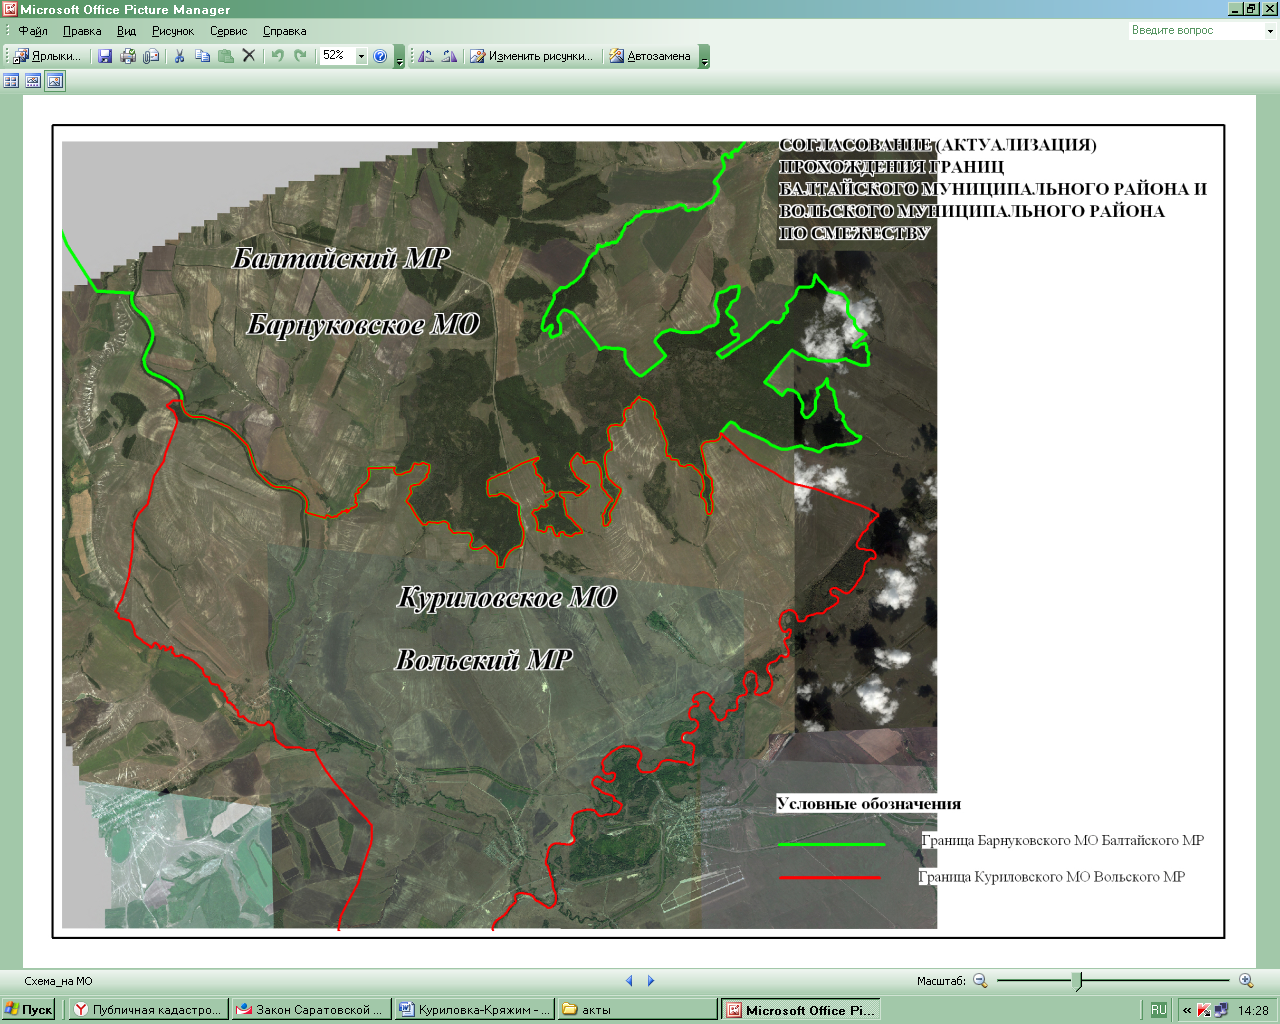 Microsoft Office Picture Manager
Файл Правка Вид Рисунок Сервис Справка
Введите вопрос
Ярлыки... 52% Изменить рисунки... Автозамена
СОГЛАСОВАНИЕ (АКТУАЛИЗАЦИЯ)
ПРОХОЖДЕНИЯ ГРАНИЦ
БАЛТАЙСКОГО МУНИЦИПАЛЬНОГО РАЙОНА И
ВОЛЬСКОГО МУНИЦИПАЛЬНОГО РАЙОНА
ПО СМЕЖЕСТВУ
Балтайский МР
Барнуковское МО
Куриловское МО
Вольский МР
Условные обозначения
Граница Барнуковского МО Балтайского МР
Граница Куриловского МО Вольского МР
Схема_на МО
Масштаб:
Пуск Публичная кадастро... Закон Саратовской ... Куриловка-Кряжим - ... акты Microsoft Office Pi... RU « 14:28